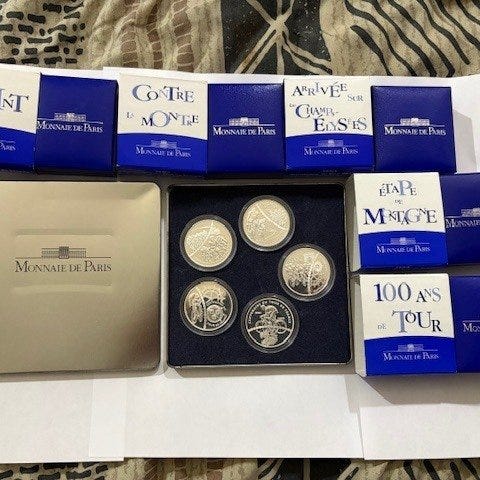 NT
MONNAIE DE PARIS
CONTRE
LA MONTRE
MONNAIE DE PARIS
MONNAIE DE PARIS
ARRIVÉE SUR
LES CHAMPS
ELYSÉES
MONNAIE DE PARIS
MONNAIE DE PARIS
ÉTAPE
DE
MONTAGNE
MONNAIE DE PARIS
MONNAIE
MONNAIE DE PARIS
100 ANS
DE TOUR
MONNAIE DE PARIS
MONNAIE